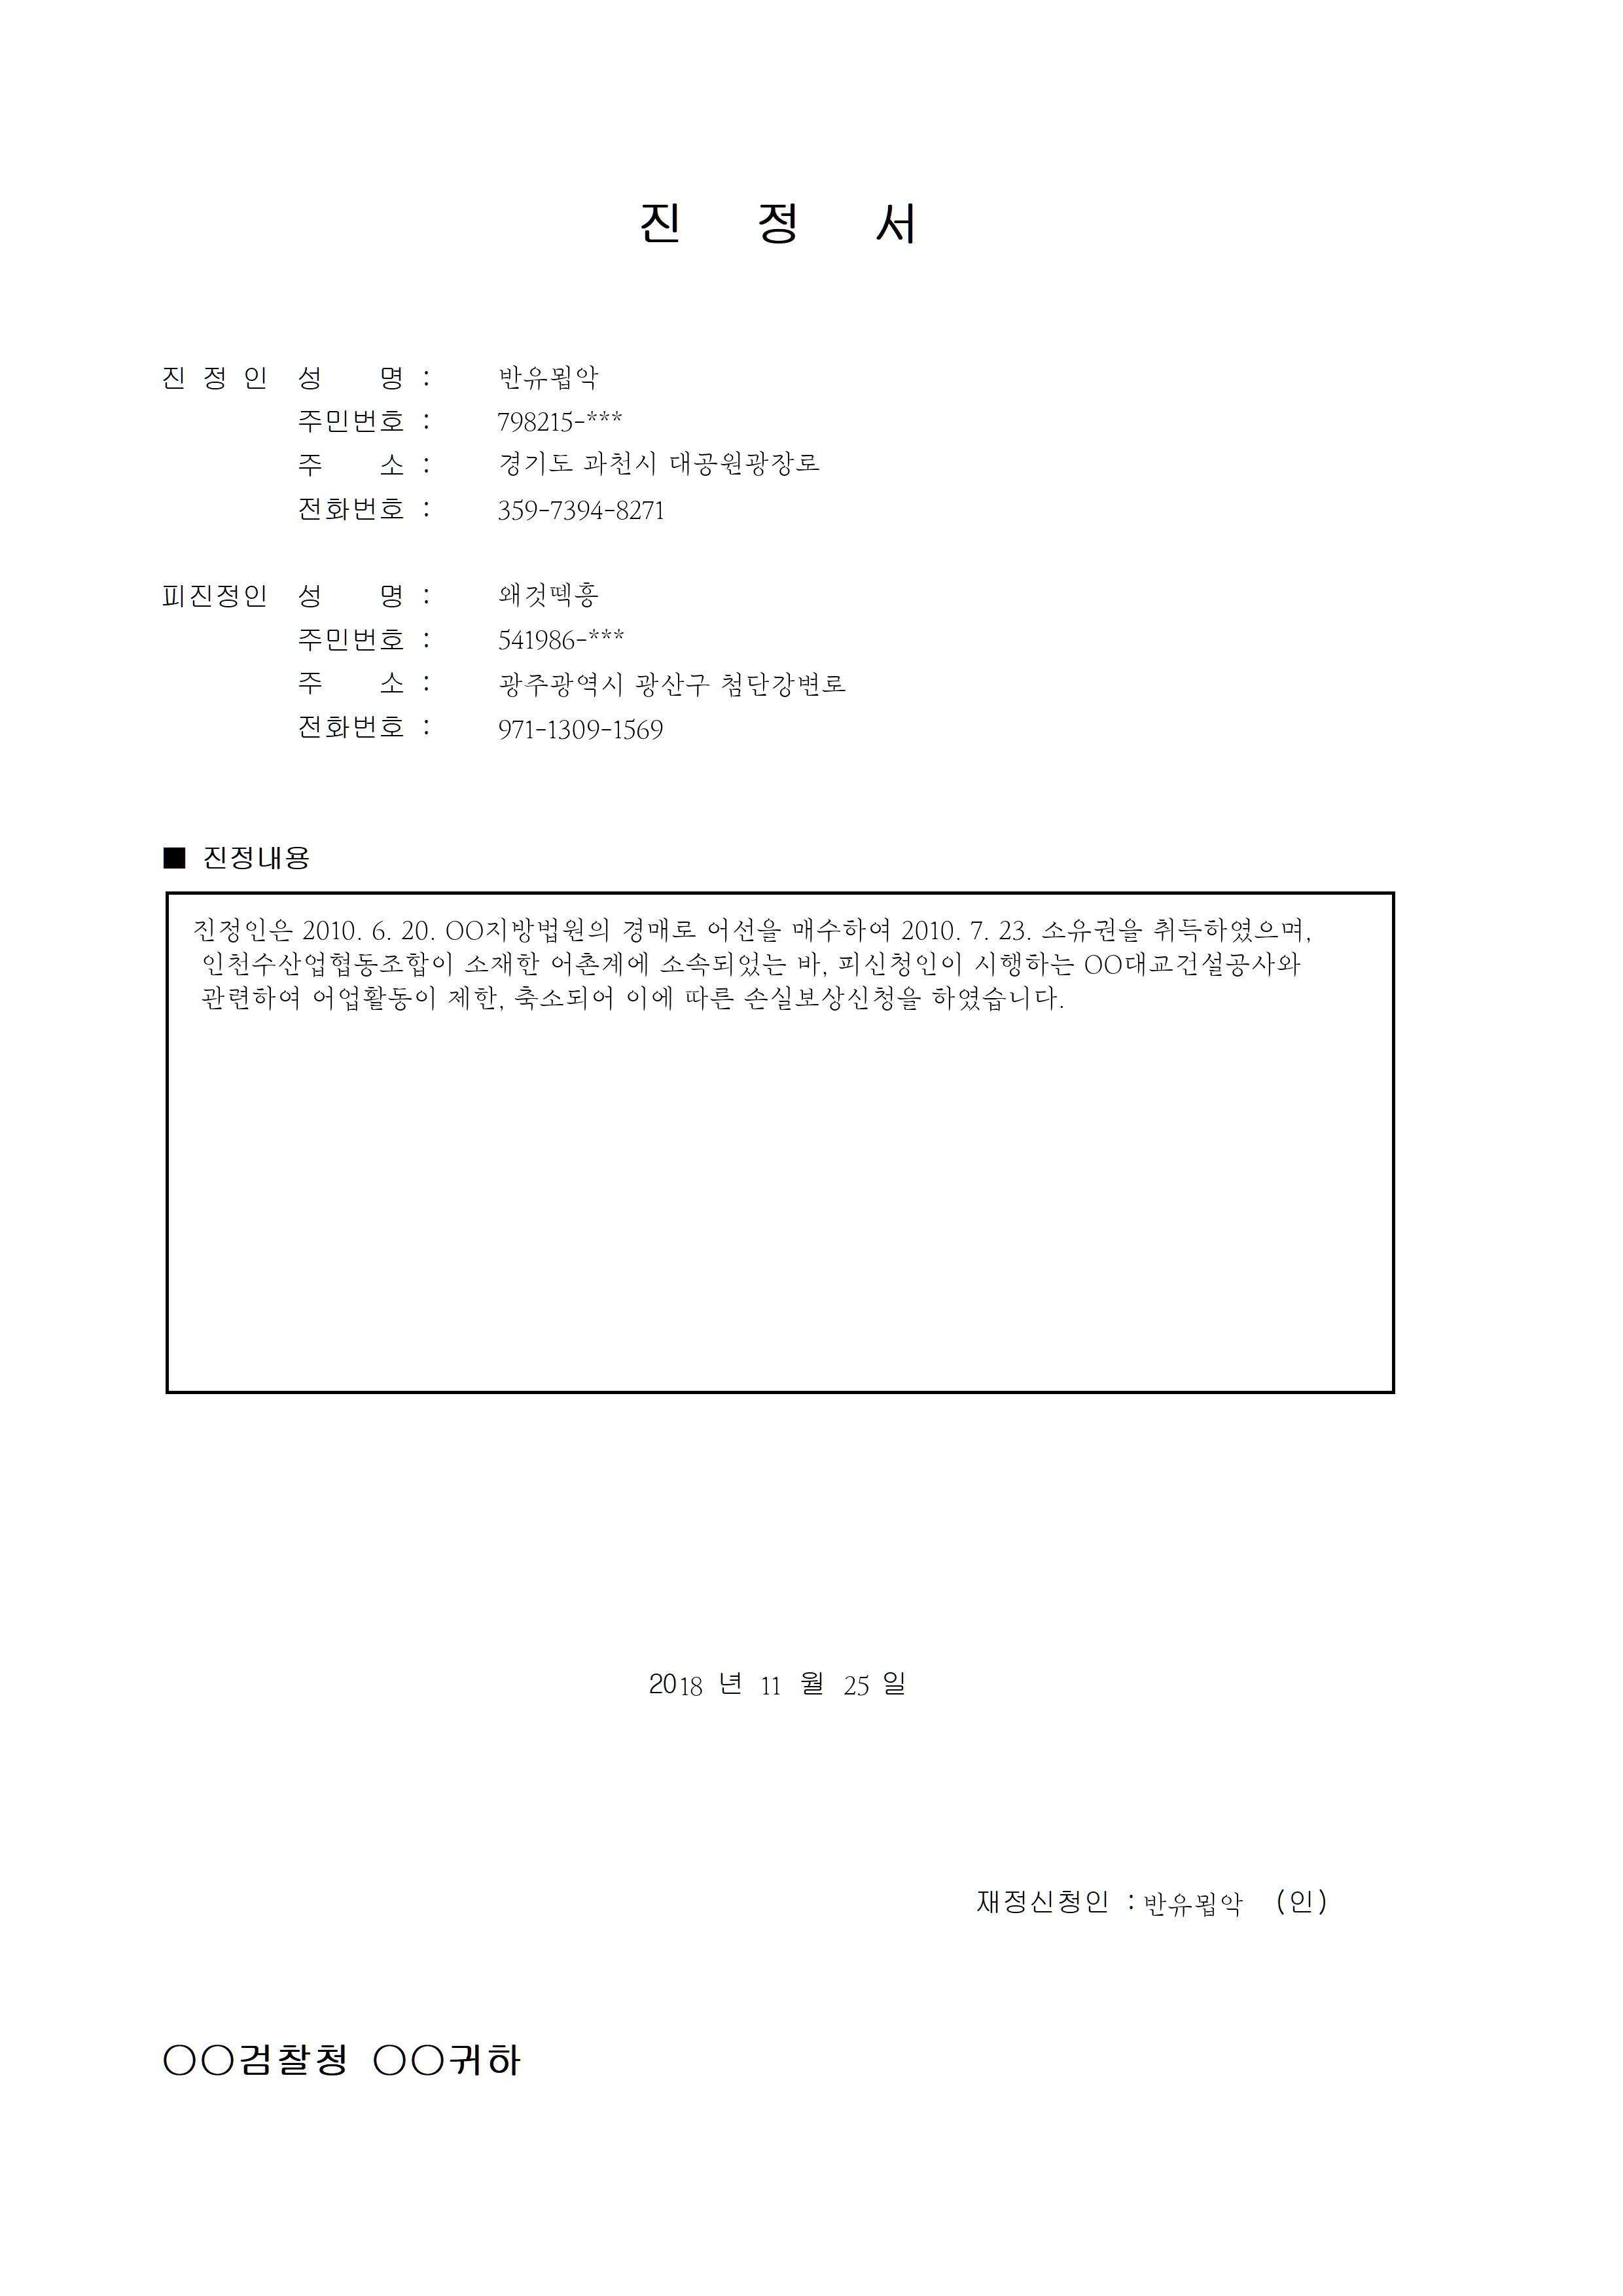 진 정 서
진 정 인 성 명 : 반유묍악
주민번호 : 798215-***
주 소 : 경기도 과천시 대공원광장로
전화번호 : 359-7394-8271
피진정인 성 명 : 왜것떽흥
주민번호 : 541986-***
주 소 : 광주광역시 광산구 첨단강변로
전화번호 : 971-1309-1569
■ 진정내용
진정인은 2010. 6. 20. OO지방법원의 경매로 어선을 매수하여 2010. 7. 23. 소유권을 취득하였으며,
인천수산업협동조합이 소재한 어촌계에 소속되었는 바, 피신청인이 시행하는 OO대교건설공사와
관련하여 어업활동이 제한, 축소되어 이에 따른 손실보상신청을 하였습니다.
2018 년 11 월 25 일
재정신청인 : 반유묍악 (인)
○○검찰청 ○○귀하